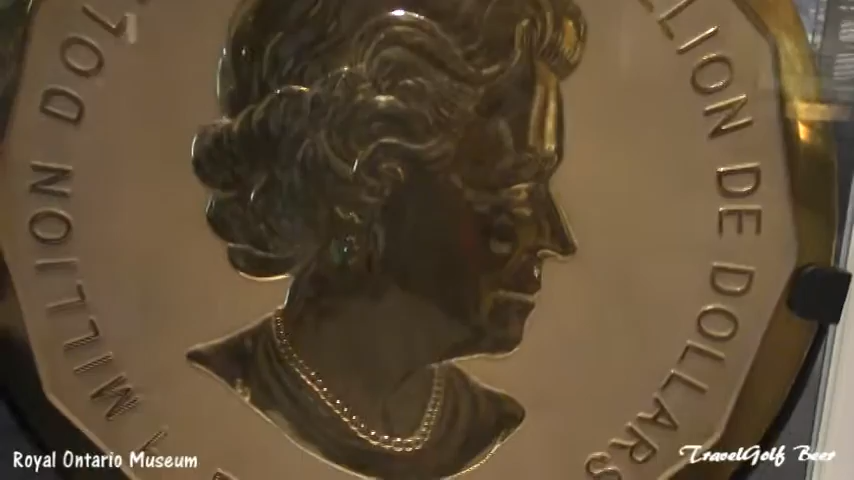 MILLION DOL
LLION DE DOLLARS
Royal Ontario Museum
TravelGolf Beer